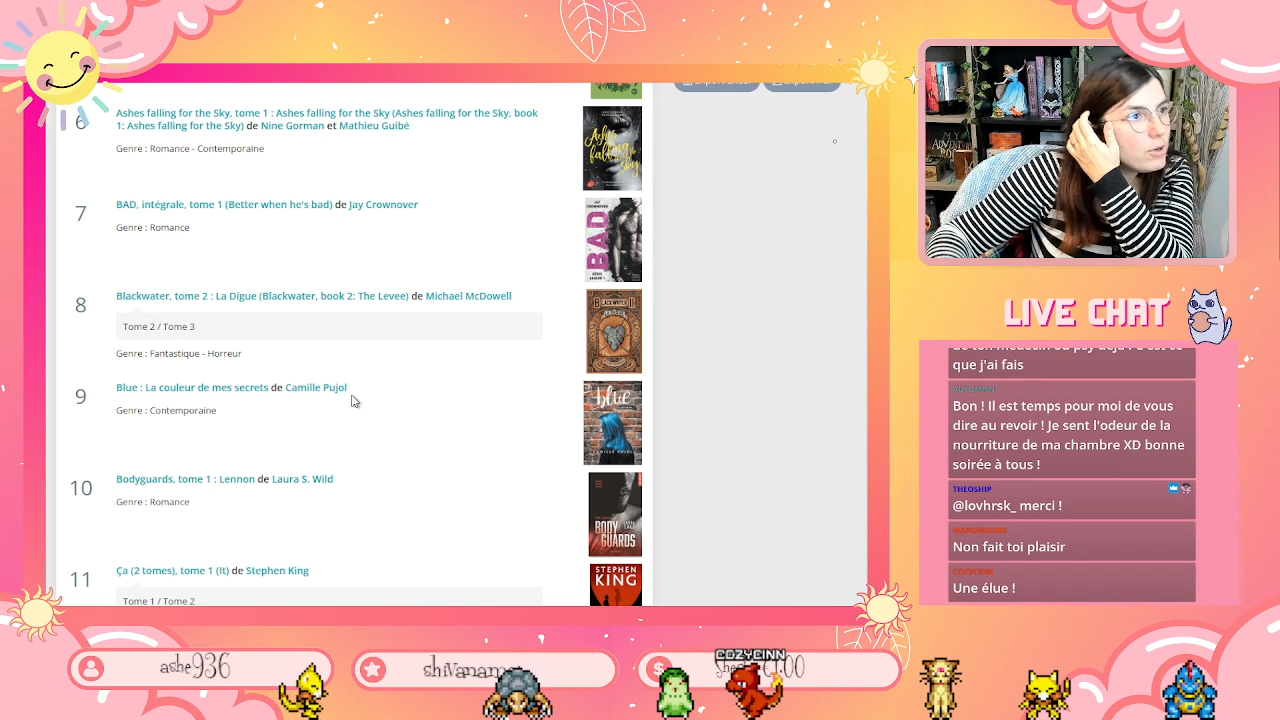 6
Ashes falling for the Sky, tome 1 : Ashes falling for the Sky (Ashes falling for the Sky, book
1: Ashes falling for the Sky) de Nine Gorman et Mathieu Guibé
Genre : Romance - Contemporaine
Ashes
falling
7
BAD, intégrale, tome 1 (Better when he's bad) de Jay Crownover
Genre : Romance
BAD
8
Blackwater, tome 2 : La Digue (Blackwater, book 2: The Levee) de Michael McDowell
Tome 2 / Tome 3
Genre : Fantastique - Horreur
BLACKWATER
9
Blue : La couleur de mes secrets de Camille Pujol
Genre : Contemporaine
blue
10
Bodyguards, tome 1 : Lennon de Laura S. Wild
Genre : Romance
BODY
GUARDS
11
Ça (2 tomes), tome 1 (It) de Stephen King
Tome 1 / Tome 2
STEPHEN
KING
LIVE CHAT
que j'ai fais
Bon ! Il est temps pour moi de vous
dire au revoir ! Je sent l'odeur de la
nourriture de ma chambre XD bonne
soirée à tous !
THEOSHIP
@lovhrsk_ merci !
Non fait toi plaisir
COZYCINN
Une élue !
ashe936
COZYCINN